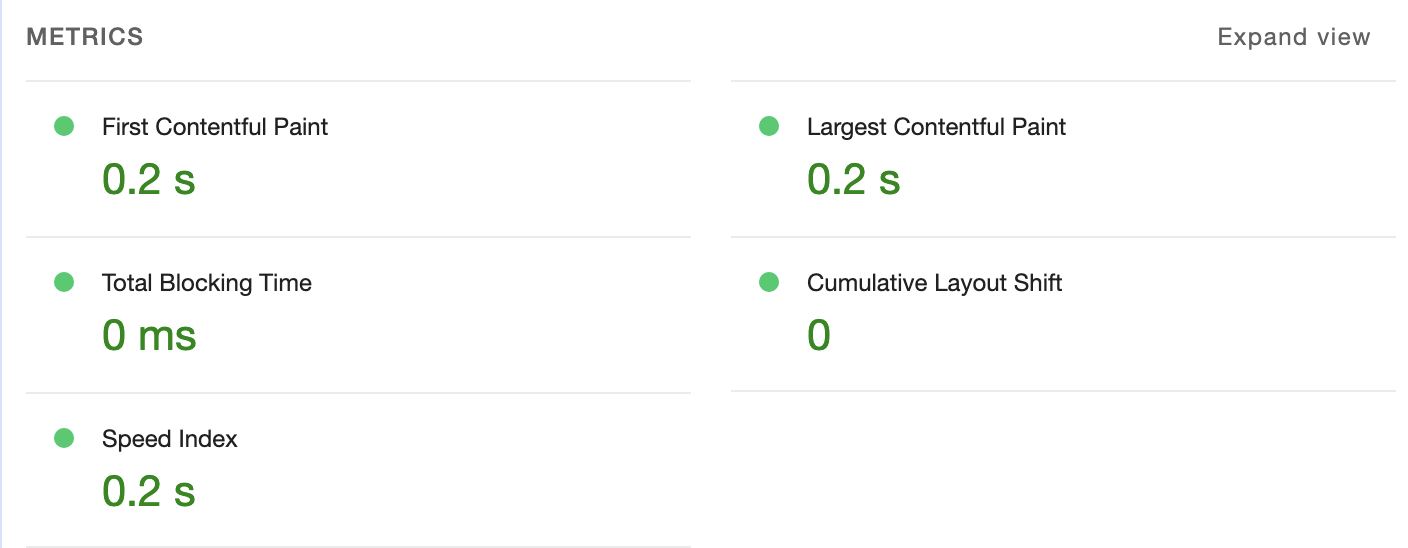 METRICS
Expand view
First Contentful Paint
0.2 s
Largest Contentful Paint
0.2 s
Total Blocking Time
0 ms
Cumulative Layout Shift
0
Speed Index
0.2 s